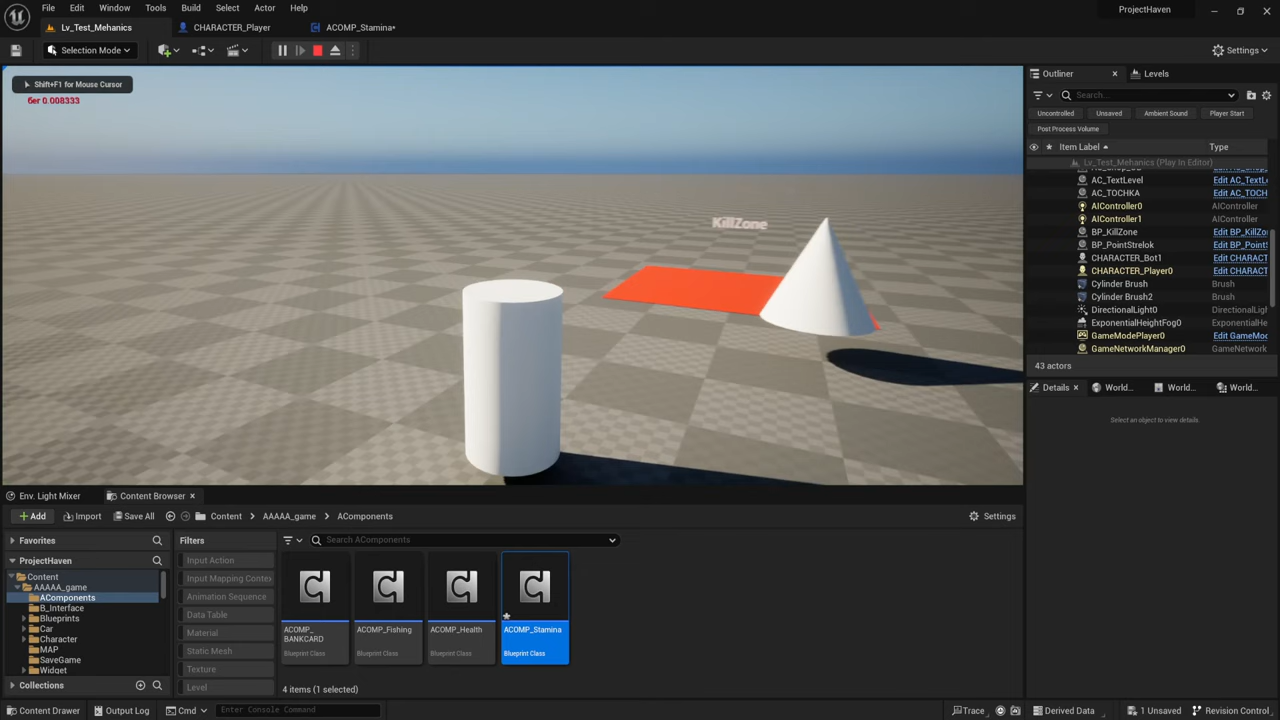 File Edit Window Tools Build Select Actor Help
ProjectHaven
Lv_Test_Mehanics CHARACTER_Player ACOMP_Stamina•
Selection Mode Settings
Shift+F1 for Mouse Cursor
бег 0.008333
KillZone
Outliner Levels
Search...
Uncontrolled Unsaved Ambient Sound Player Start
Post Process Volume
Item Label Type
Lv_Test_Mehanics (Play In Editor)
AC_TextLevel Edit AC_TextLe
AC_TOCHKA Edit AC_TOCH
AIController0 AIController
AIController1 AIController
BP_KillZone Edit BP_KillZo
BP_PointStrelok Edit BP_PointS
CHARACTER_Bot1 Edit CHARACT
CHARACTER_Player0 Edit CHARACT
Cylinder Brush Brush
Cylinder Brush2 Brush
DirectionalLight0 DirectionalLight
ExponentialHeightFog0 ExponentialHe
GameModePlayer0 Edit GameMod
GameNetworkManager0 GameNetwork
43 actors
Details World... World... World...
Select an object to view details.
Env. Light Mixer Content Browser
Add Import Save All Content AAAAA_game AComponents Settings
Favorites
ProjectHaven
Content
AAAAA_game
AComponents
B_Interface
Blueprints
Car
Character
MAP
SaveGame
Widget
Collections
Filters
Input Action
Input Mapping Contex
Animation Sequence
Data Table
Material
Static Mesh
Texture
Level
Search AComponents
ACOMP_
BANKCARD
Blueprint Class
ACOMP_Fishing
Blueprint Class
ACOMP_Health
Blueprint Class
ACOMP_Stamina
Blueprint Class
4 items (1 selected)
Content Drawer Output Log Cmd Enter Console Command Trace Derived Data 1 Unsaved Revision Control